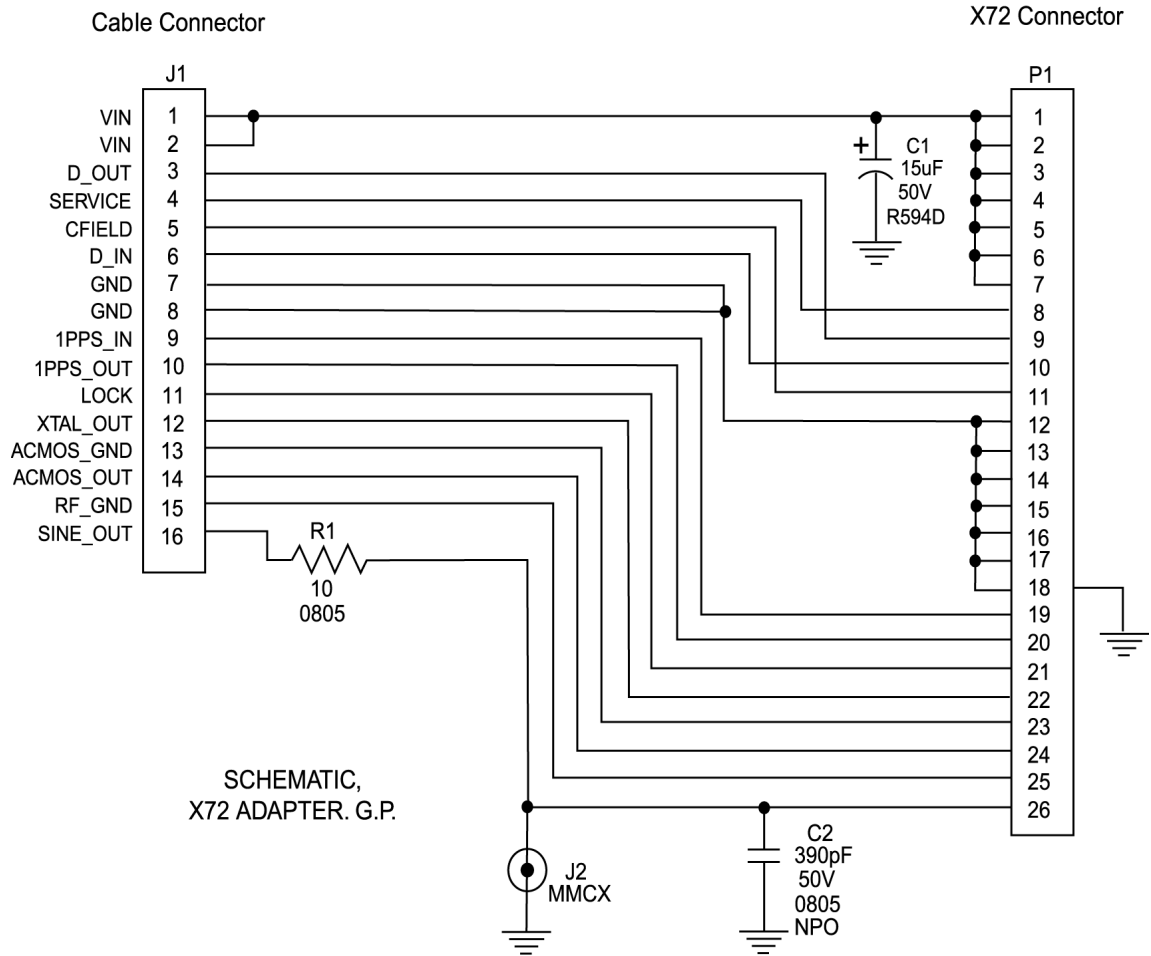 Cable Connector
X72 Connector
J1
P1
VIN 1
VIN 2
D_OUT 3
SERVICE 4
CFIELD 5
D_IN 6
GND 7
GND 8
1PPS_IN 9
1PPS_OUT 10
LOCK 11
XTAL_OUT 12
ACMOS_GND 13
ACMOS_OUT 14
RF_GND 15
SINE_OUT 16
+ C1
15uF
50V
R594D
1
2
3
4
5
6
7
8
9
10
11
12
13
14
15
16
17
18
19
20
21
22
23
24
25
26
R1
10
0805
SCHEMATIC,
X72 ADAPTER. G.P.
J2
MMCX
C2
390pF
50V
0805
NPO